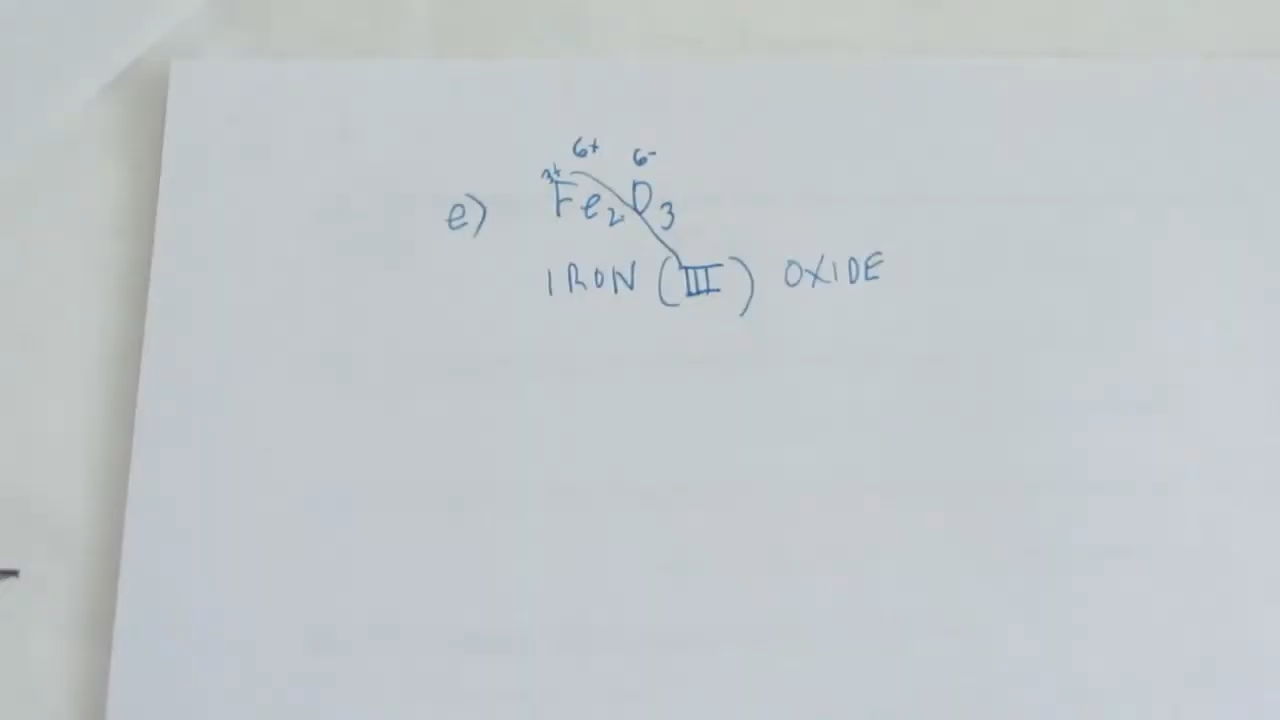 6+ 6-
3+
e) Fe2O3
IRON (III) OXIDE